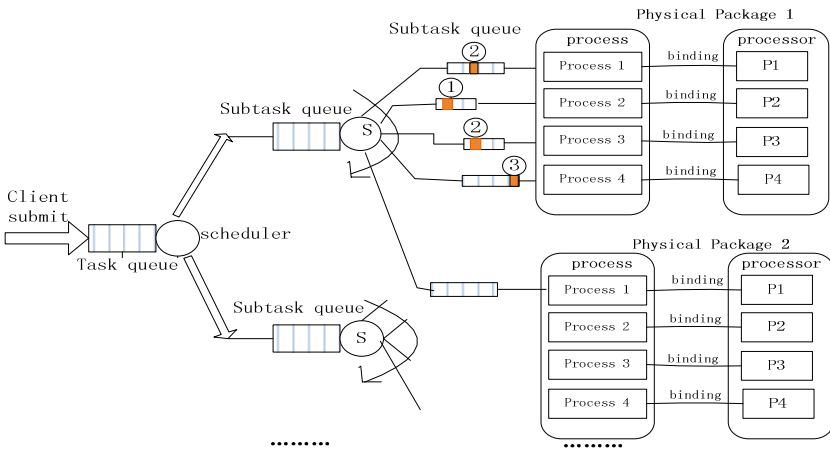 Physical Package 1
Subtask queue
process
processor
②
Process 1
binding
P1
①
Process 2
binding
P2
Subtask queue
S
②
Process 3
binding
P3
③
Process 4
binding
P4
Client
submit
scheduler
Task queue
Physical Package 2
process
processor
Process 1
binding
P1
Subtask queue
S
Process 2
binding
P2
Process 3
binding
P3
Process 4
binding
P4
………
………